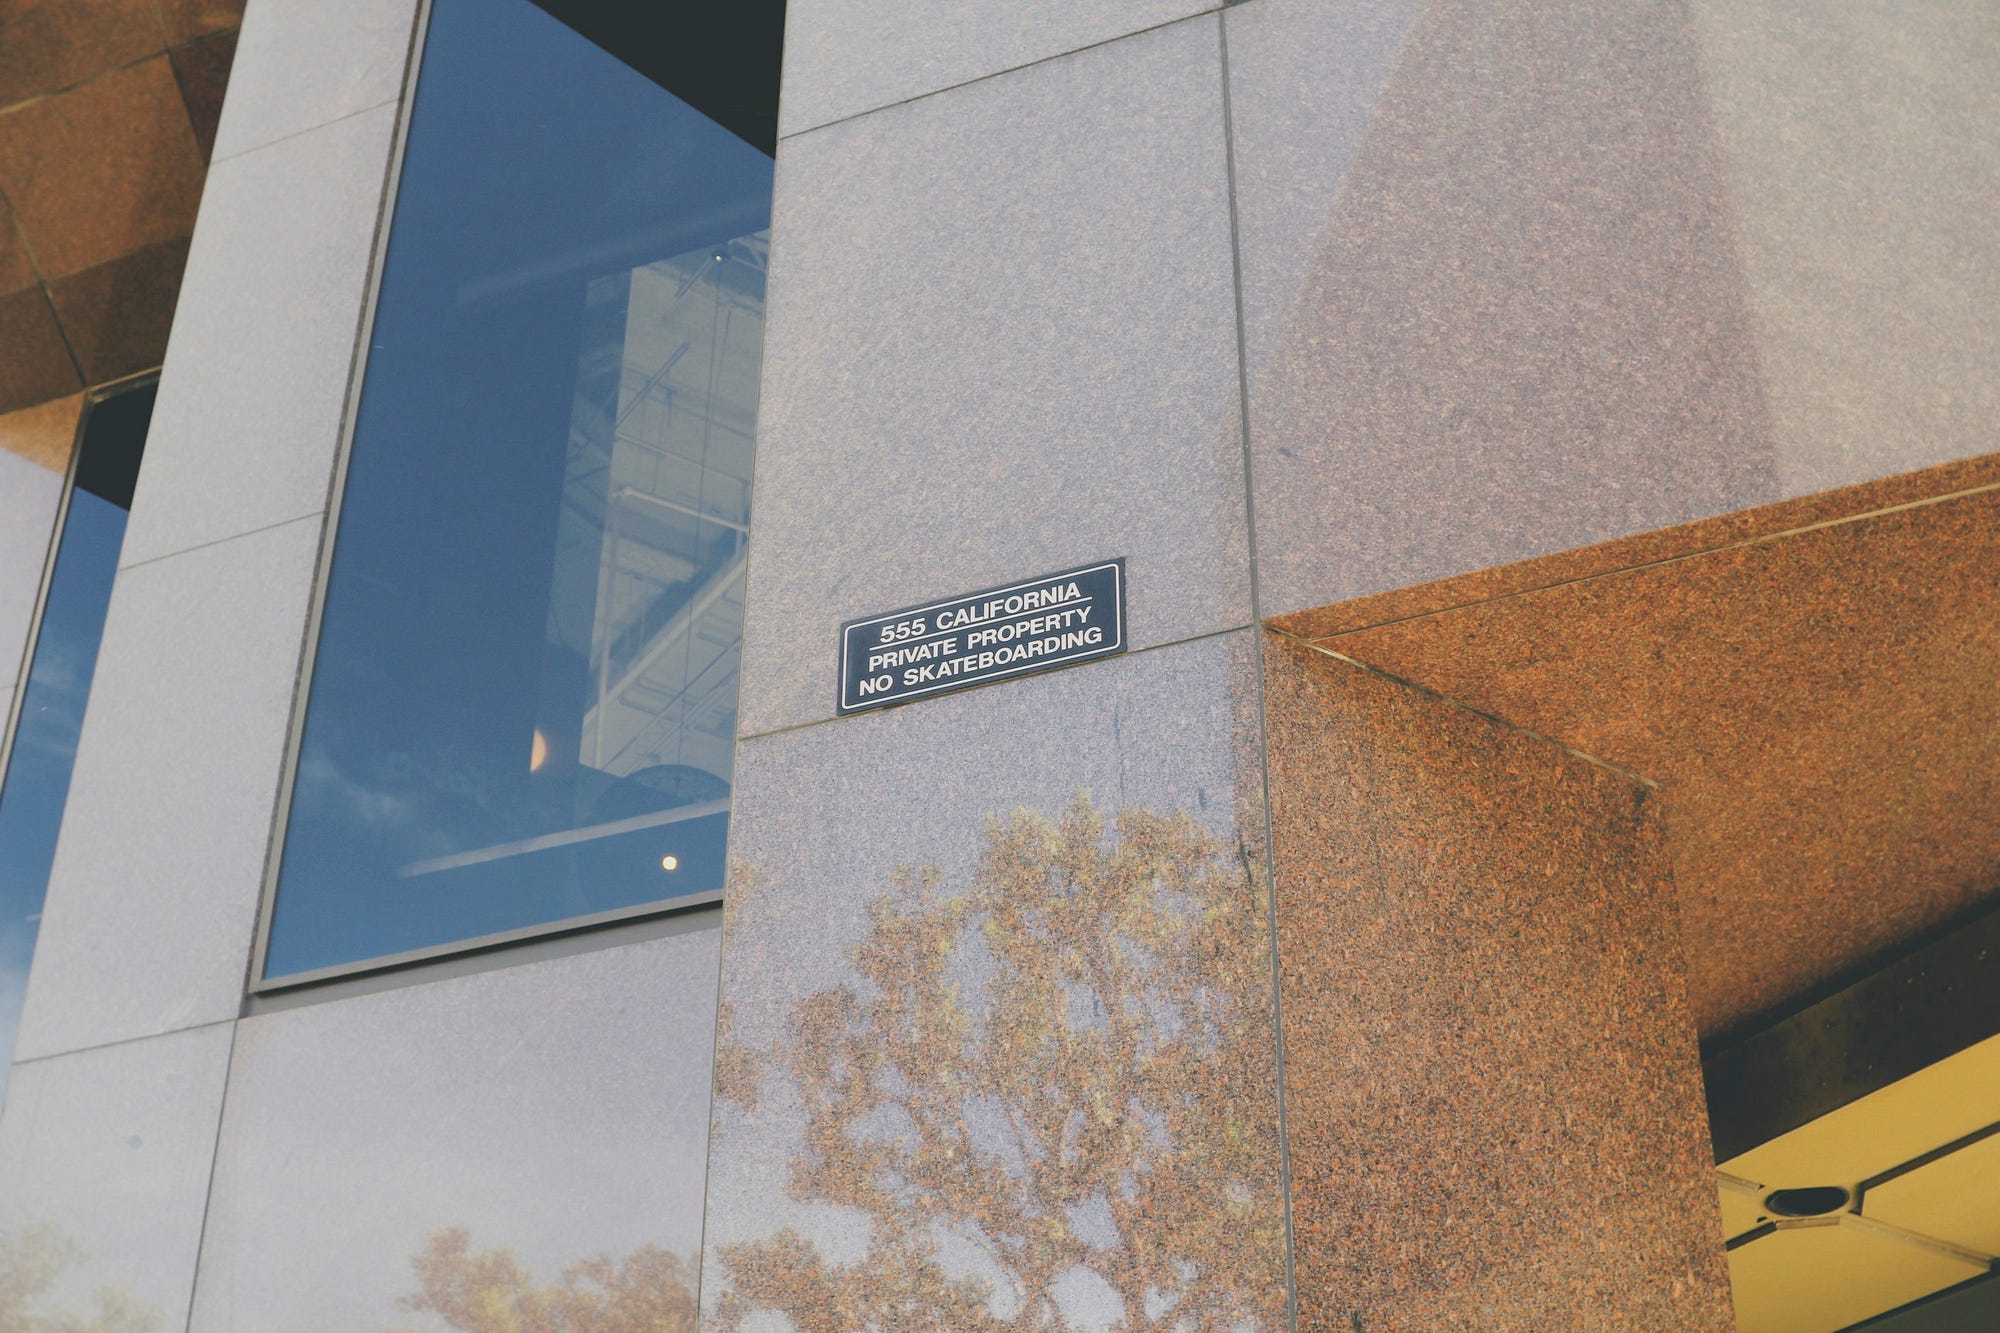 555 CALIFORNIA
PRIVATE PROPERTY
NO SKATEBOARDING